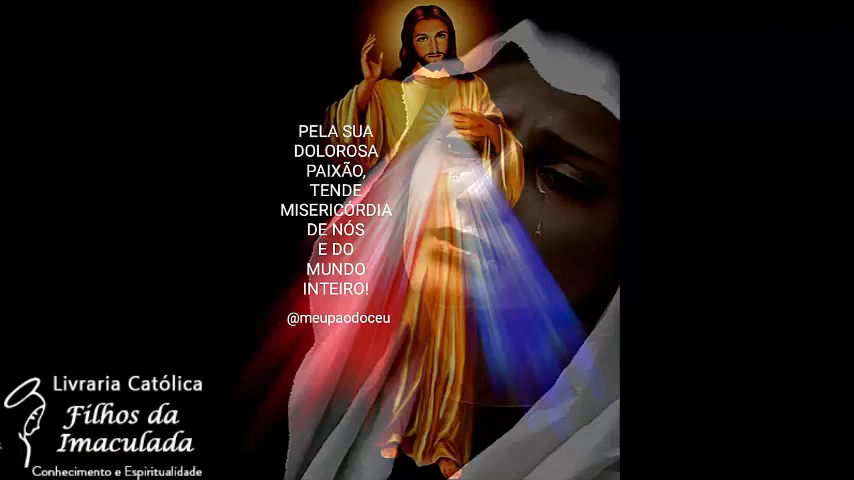 PELA SUA
DOLOROSA
PAIXÃO,
TENDE
MISERICÓRDIA
DE NÓS
E DO
MUNDO
INTEIRO!
@meupaodoceu
Livraria Católica
Filhos da
Imaculada
Conhecimento e Espiritualidade